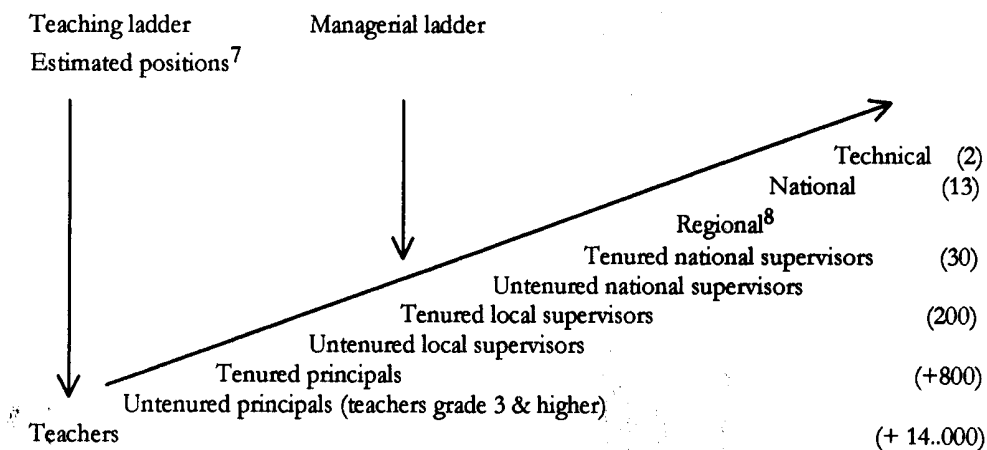 Teaching ladder Managerial ladder
Estimated positions7
Technical (2)
National (13)
Regional8
Tenured national supervisors (30)
Untenured national supervisors
Tenured local supervisors (200)
Untenured local supervisors
Tenured principals (+800)
Untenured principals (teachers grade 3 & higher)
Teachers (+ 14..000)